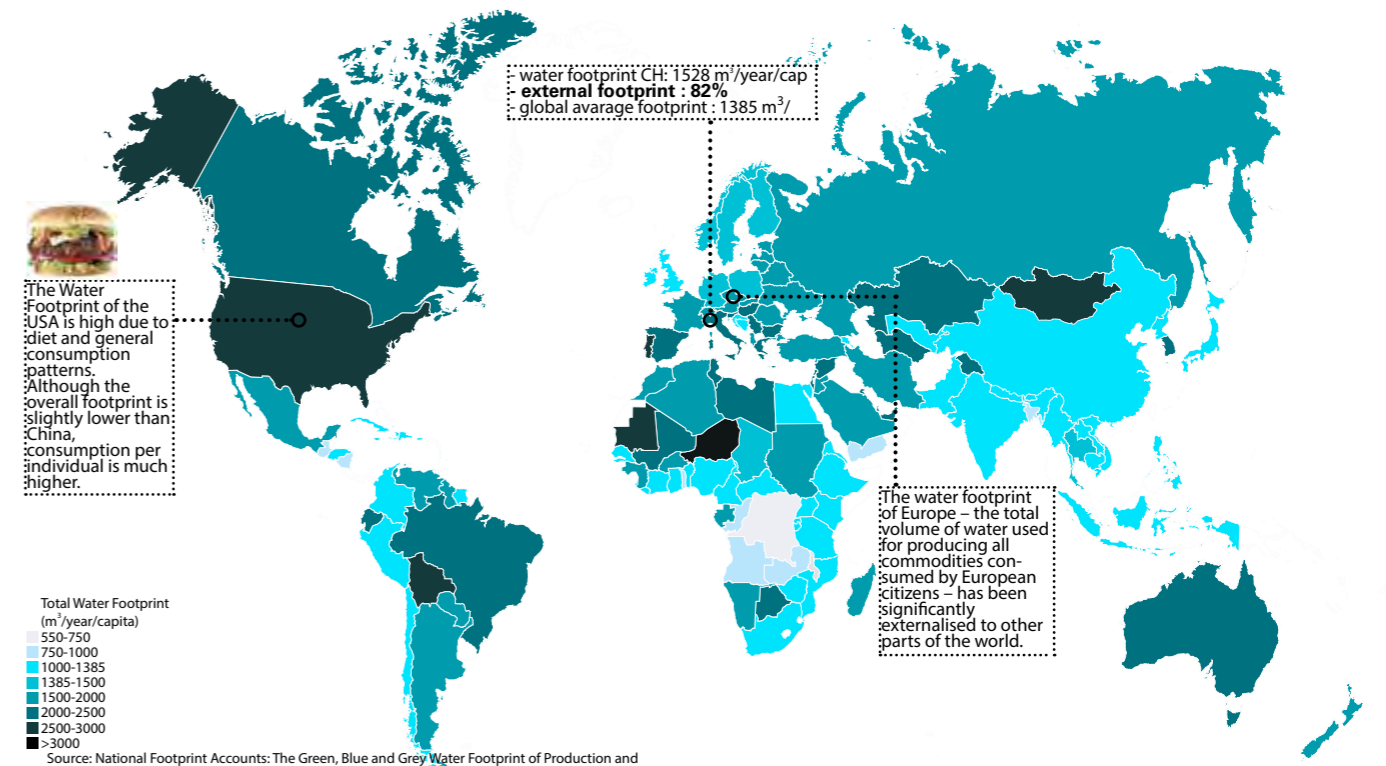 - water footprint CH: 1528 m³/year/cap
- external footprint : 82%
- global avarage footprint : 1385 m³/
The Water
Footprint of the
USA is high due to
diet and general
consumption
patterns.
Although the
overall footprint is
slightly lower than
China,
consumption per
individual is much
higher.
The water footprint
of Europe – the total
volume of water used
for producing all
commodities con-
sumed by European
citizens – has been
significantly
externalised to other
parts of the world.
Total Water Footprint
(m³/year/capita)
550-750
750-1000
1000-1385
1385-1500
1500-2000
2000-2500
2500-3000
>3000
Source: National Footprint Accounts: The Green, Blue and Grey Water Footprint of Production and